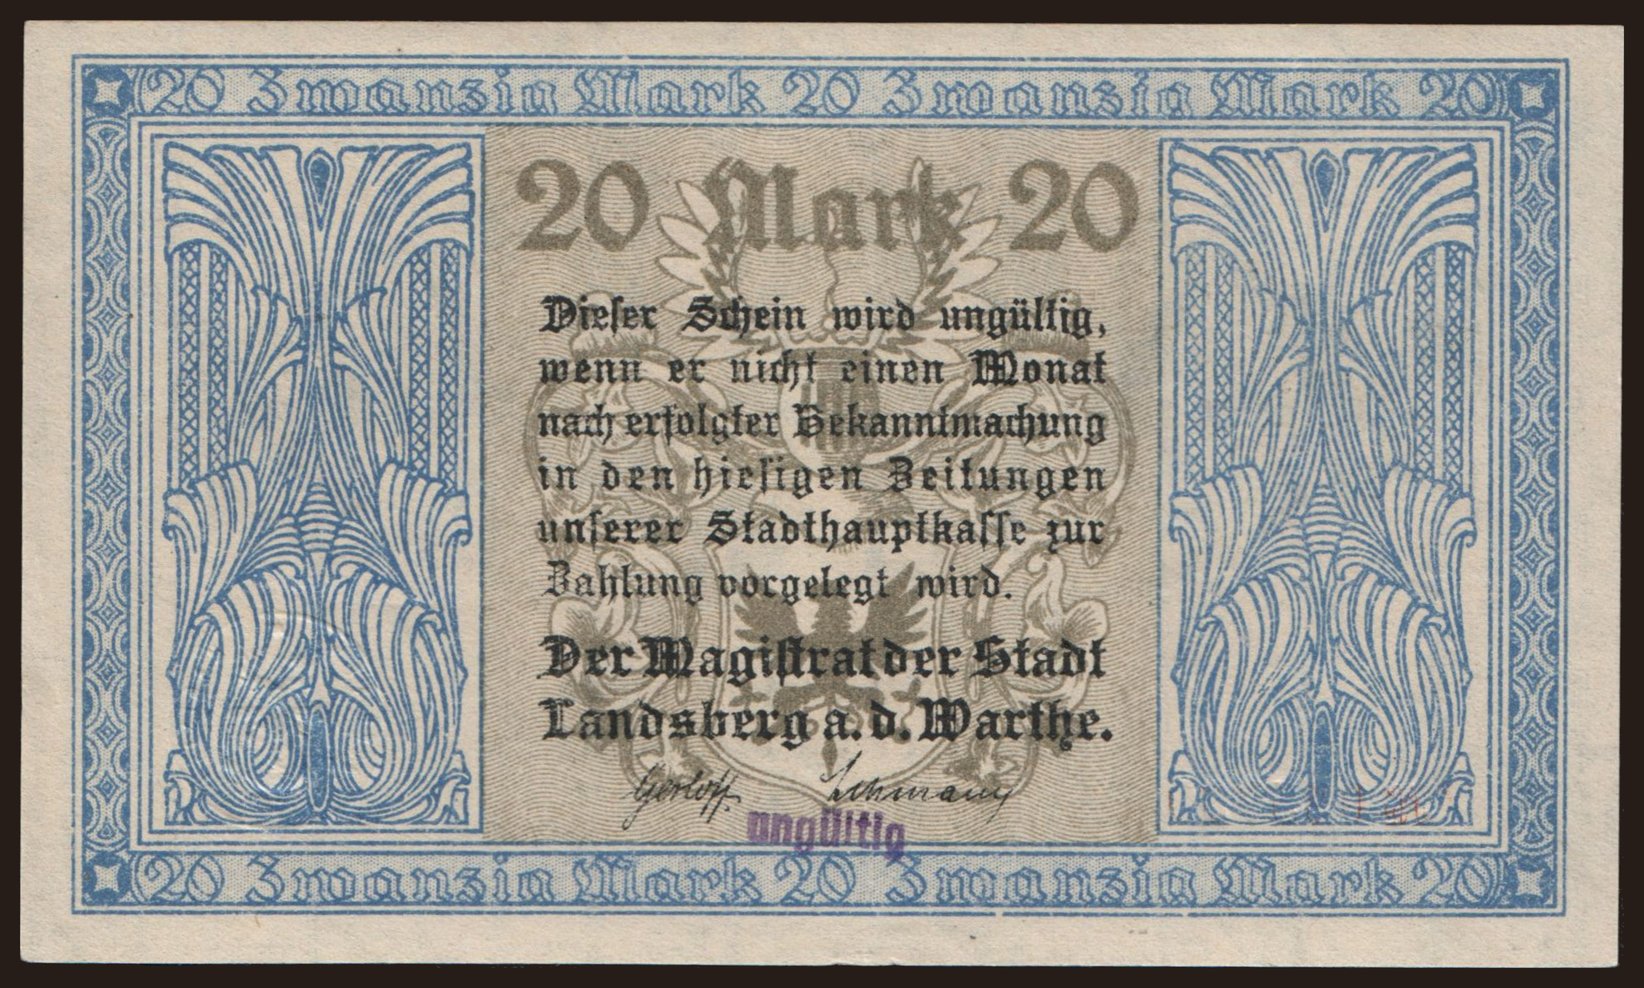 20 Zwanzig Mark 20 Zwanzig Mark 20
20 Mark 20
Dieser Schein wird ungültig,
wenn er nicht einen Monat
nach erfolgter Bekanntmachung
in den hiesigen Zeitungen
unserer Stadthauptkasse zur
Zahlung vorgelegt wird.
Der Magistrat der Stadt
Landsberg a. d. Warthe.
Gerloff Lehmann
ungültig
20 Zwanzig Mark 20 Zwanzig Mark 20